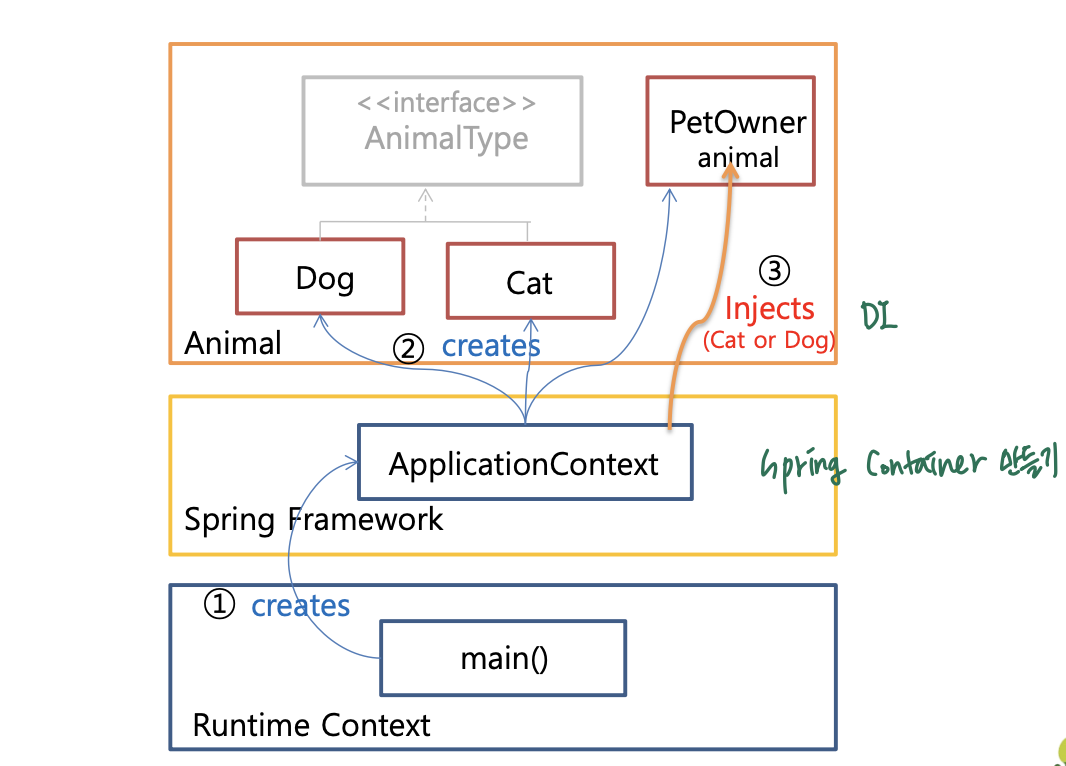 <<interface>>
AnimalType
PetOwner
animal
Dog
Cat
③
Injects
(Cat or Dog)
DI
Animal
② creates
ApplicationContext
Spring Container 만들기
Spring Framework
① creates
main()
Runtime Context